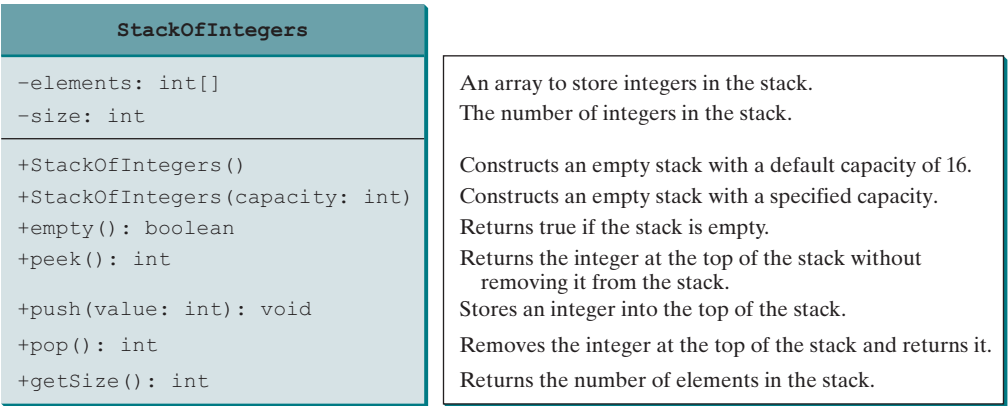 StackOfIntegers
-elements: int[]
An array to store integers in the stack.
-size: int
The number of integers in the stack.
+StackOfIntegers()
Constructs an empty stack with a default capacity of 16.
+StackOfIntegers(capacity: int)
Constructs an empty stack with a specified capacity.
+empty(): boolean
Returns true if the stack is empty.
+peek(): int
Returns the integer at the top of the stack without
removing it from the stack.
+push(value: int): void
Stores an integer into the top of the stack.
+pop(): int
Removes the integer at the top of the stack and returns it.
+getSize(): int
Returns the number of elements in the stack.